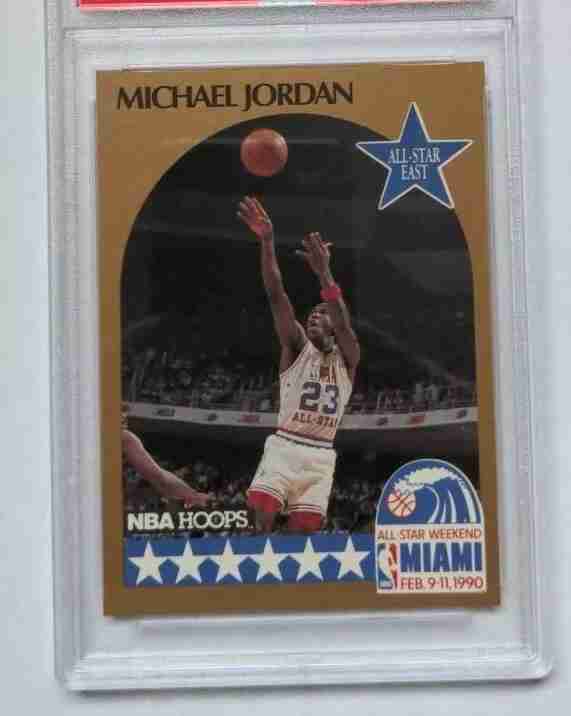 MICHAEL JORDAN
ALL-STAR
EAST
23
ALL-STAR
NBA HOOPS
ALL-STAR WEEKEND
MIAMI
FEB. 9-11, 1990